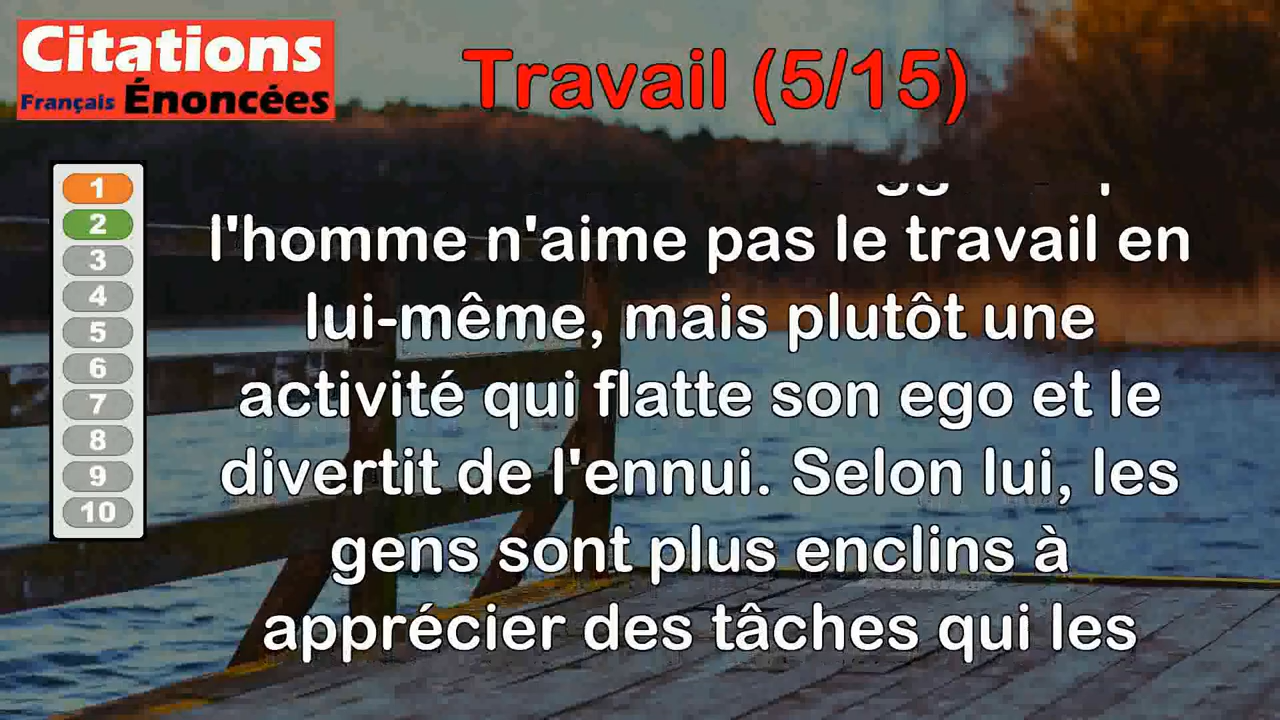 Citations
Français Énoncées
Travail (5/15)
1
2
3
4
5
6
7
8
9
10
l'homme n'aime pas le travail en
lui-même, mais plutôt une
activité qui flatte son ego et le
divertit de l'ennui. Selon lui, les
gens sont plus enclins à
apprécier des tâches qui les